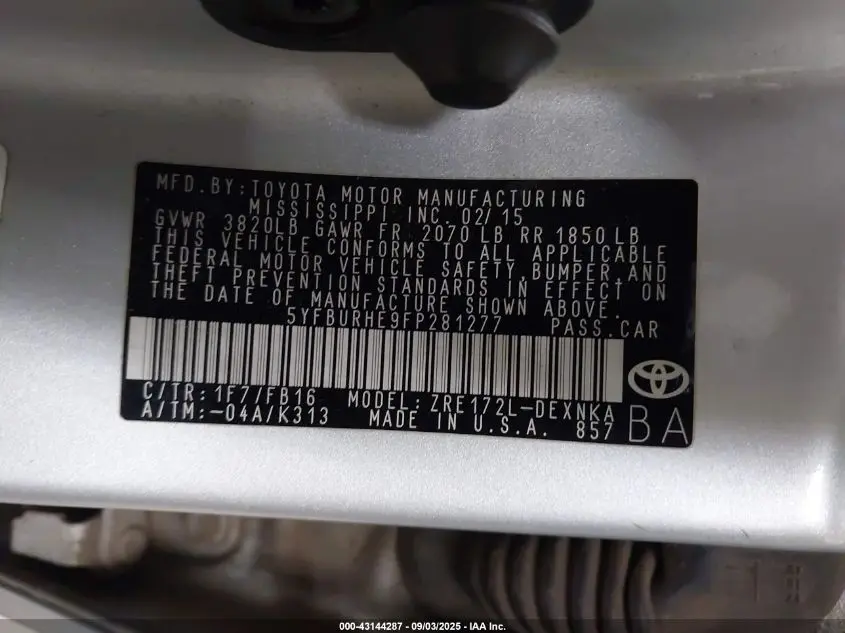 MFD.BY:TOYOTA MOTOR MANUFACTURING
MISSISSIPPI INC. 02/15
GVWR 3820LB GAWR FR 2070 LB RR 1850 LB
THIS VEHICLE CONFORMS TO ALL APPLICABLE
FEDERAL MOTOR VEHICLE SAFETY,BUMPER,AND
THEFT PREVENTION STANDARDS IN EFFECT ON
THE DATE OF MANUFACTURE SHOWN ABOVE.
5YFBURHE9FP281277 PASS.CAR
C/TR:1F7/FB16 MODEL:ZRE172L-DEXNKA
A/TM:-04A/K313 MADE IN U.S.A. 857 BA
000-43144287 - 09/03/2025 - IAA Inc.